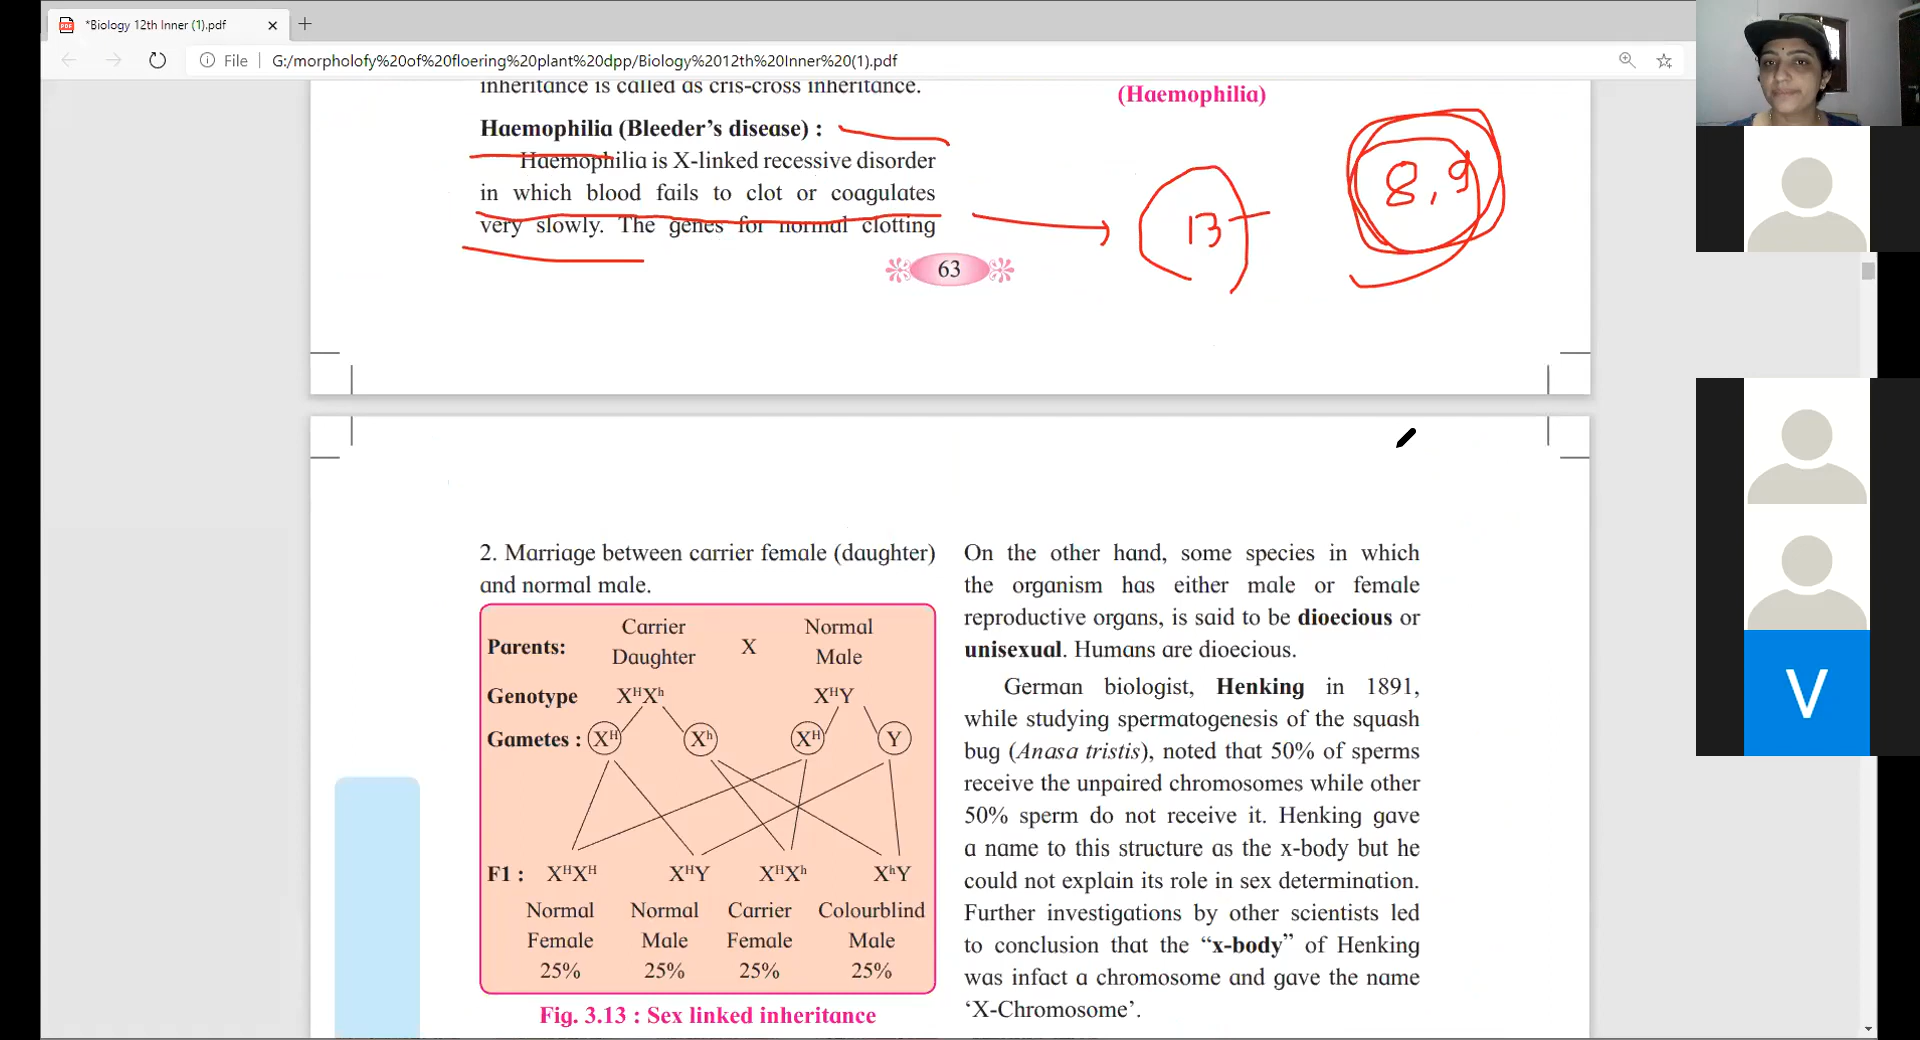 *Biology 12th Inner (1).pdf
File
G:/morpholofy%20of%20floering%20plant%20dpp/Biology%2012th%20Inner%20(1).pdf
inheritance is called as cris-cross inheritance.
Haemophilia (Bleeder's disease) :
Haemophilia is X-linked recessive disorder
in which blood fails to clot or coagulates
very slowly. The genes for normal clotting
(Haemophilia)
13
8, 9
63
2. Marriage between carrier female (daughter)
and normal male.
Parents: Carrier Daughter X Normal Male
Genotype XᴴXʰ XᴴY
Gametes : Xᴴ Xʰ Xᴴ Y
F1 : XᴴXᴴ XᴴY XᴴXʰ XʰY
Normal Normal Carrier Colourblind
Female Male Female Male
25% 25% 25% 25%
Fig. 3.13 : Sex linked inheritance
On the other hand, some species in which
the organism has either male or female
reproductive organs, is said to be dioecious or
unisexual. Humans are dioecious.
German biologist, Henking in 1891,
while studying spermatogenesis of the squash
bug (Anasa tristis), noted that 50% of sperms
receive the unpaired chromosomes while other
50% sperm do not receive it. Henking gave
a name to this structure as the x-body but he
could not explain its role in sex determination.
Further investigations by other scientists led
to conclusion that the “x-body” of Henking
was infact a chromosome and gave the name
‘X-Chromosome’.
V